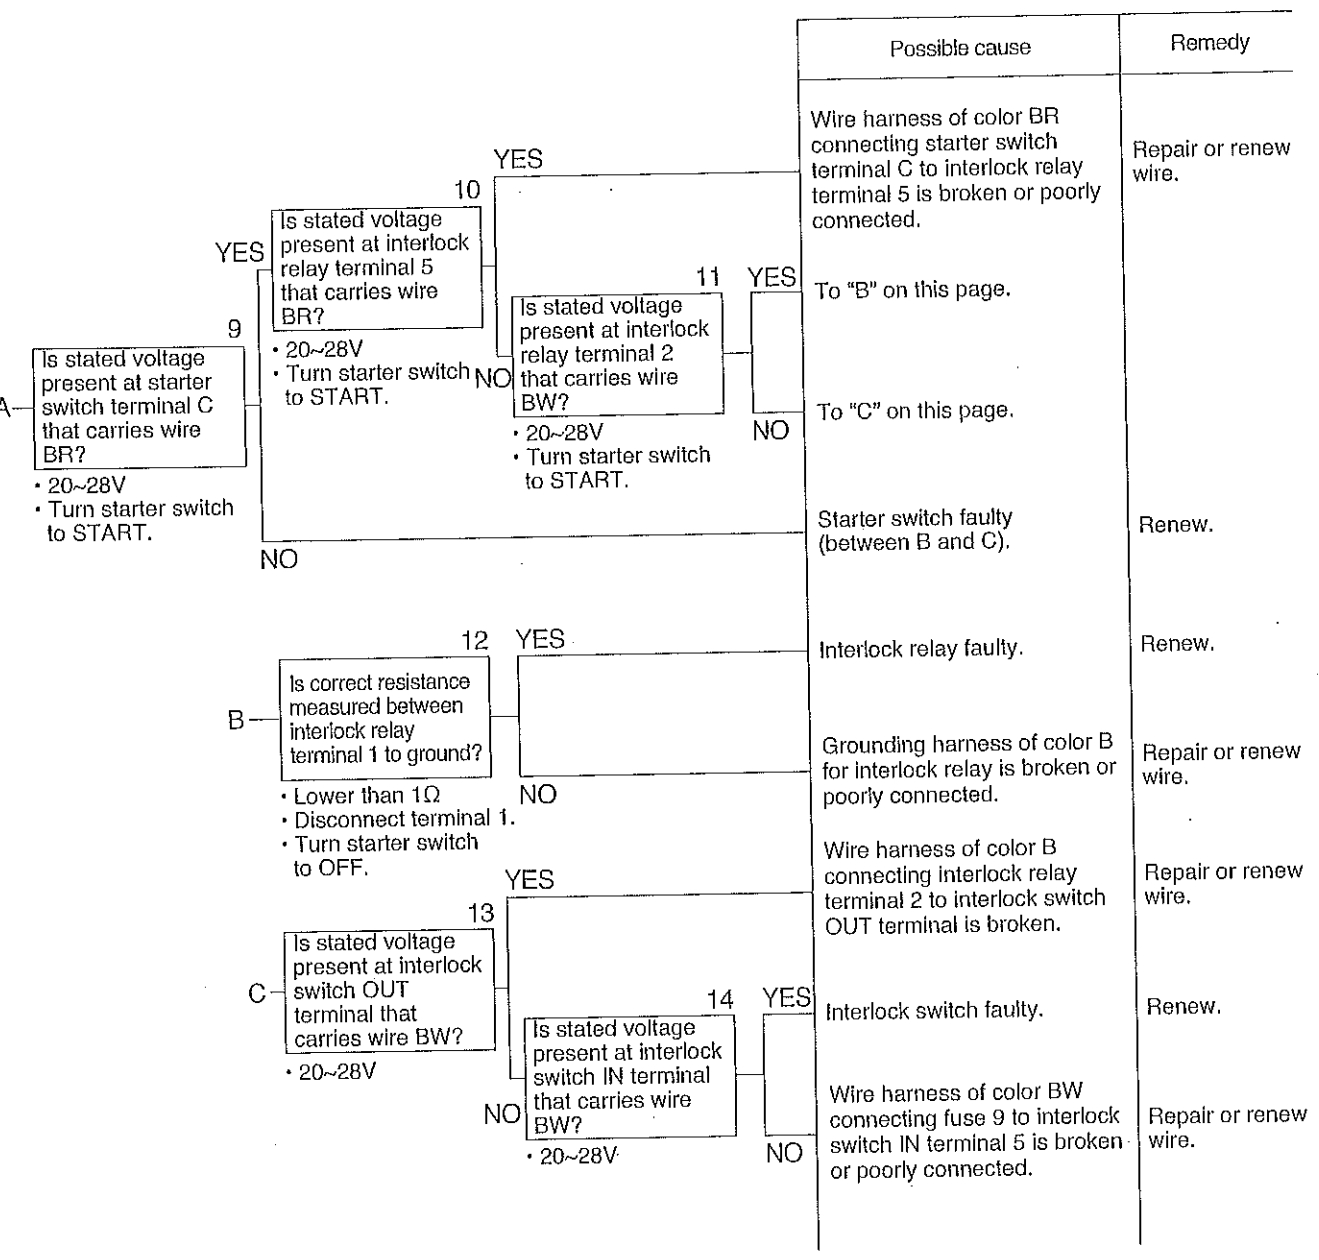 Possible cause
Remedy
Wire harness of color BR
connecting starter switch
terminal C to interlock relay
terminal 5 is broken or poorly
connected.
Repair or renew
wire.
YES
10
Is stated voltage
present at interlock
relay terminal 5
that carries wire
BR?
YES
• 20~28V
• Turn starter switch
to START.
NO
11
YES
Is stated voltage
present at interlock
relay terminal 2
that carries wire
BW?
To "B" on this page.
• 20~28V
• Turn starter switch
to START.
NO
To "C" on this page.
9
A
Is stated voltage
present at starter
switch terminal C
that carries wire
BR?
• 20~28V
• Turn starter switch
to START.
NO
Starter switch faulty
(between B and C).
Renew.
12
YES
B
Is correct resistance
measured between
interlock relay
terminal 1 to ground?
Interlock relay faulty.
Renew.
• Lower than 1Ω
• Disconnect terminal 1.
• Turn starter switch
to OFF.
NO
Grounding harness of color B
for interlock relay is broken or
poorly connected.
Repair or renew
wire.
YES
Wire harness of color B
connecting interlock relay
terminal 2 to interlock switch
OUT terminal is broken.
Repair or renew
wire.
13
C
Is stated voltage
present at interlock
switch OUT
terminal that
carries wire BW?
• 20~28V
NO
14
YES
Is stated voltage
present at interlock
switch IN terminal
that carries wire
BW?
• 20~28V
Interlock switch faulty.
Renew.
NO
Wire harness of color BW
connecting fuse 9 to interlock
switch IN terminal 5 is broken
or poorly connected.
Repair or renew
wire.